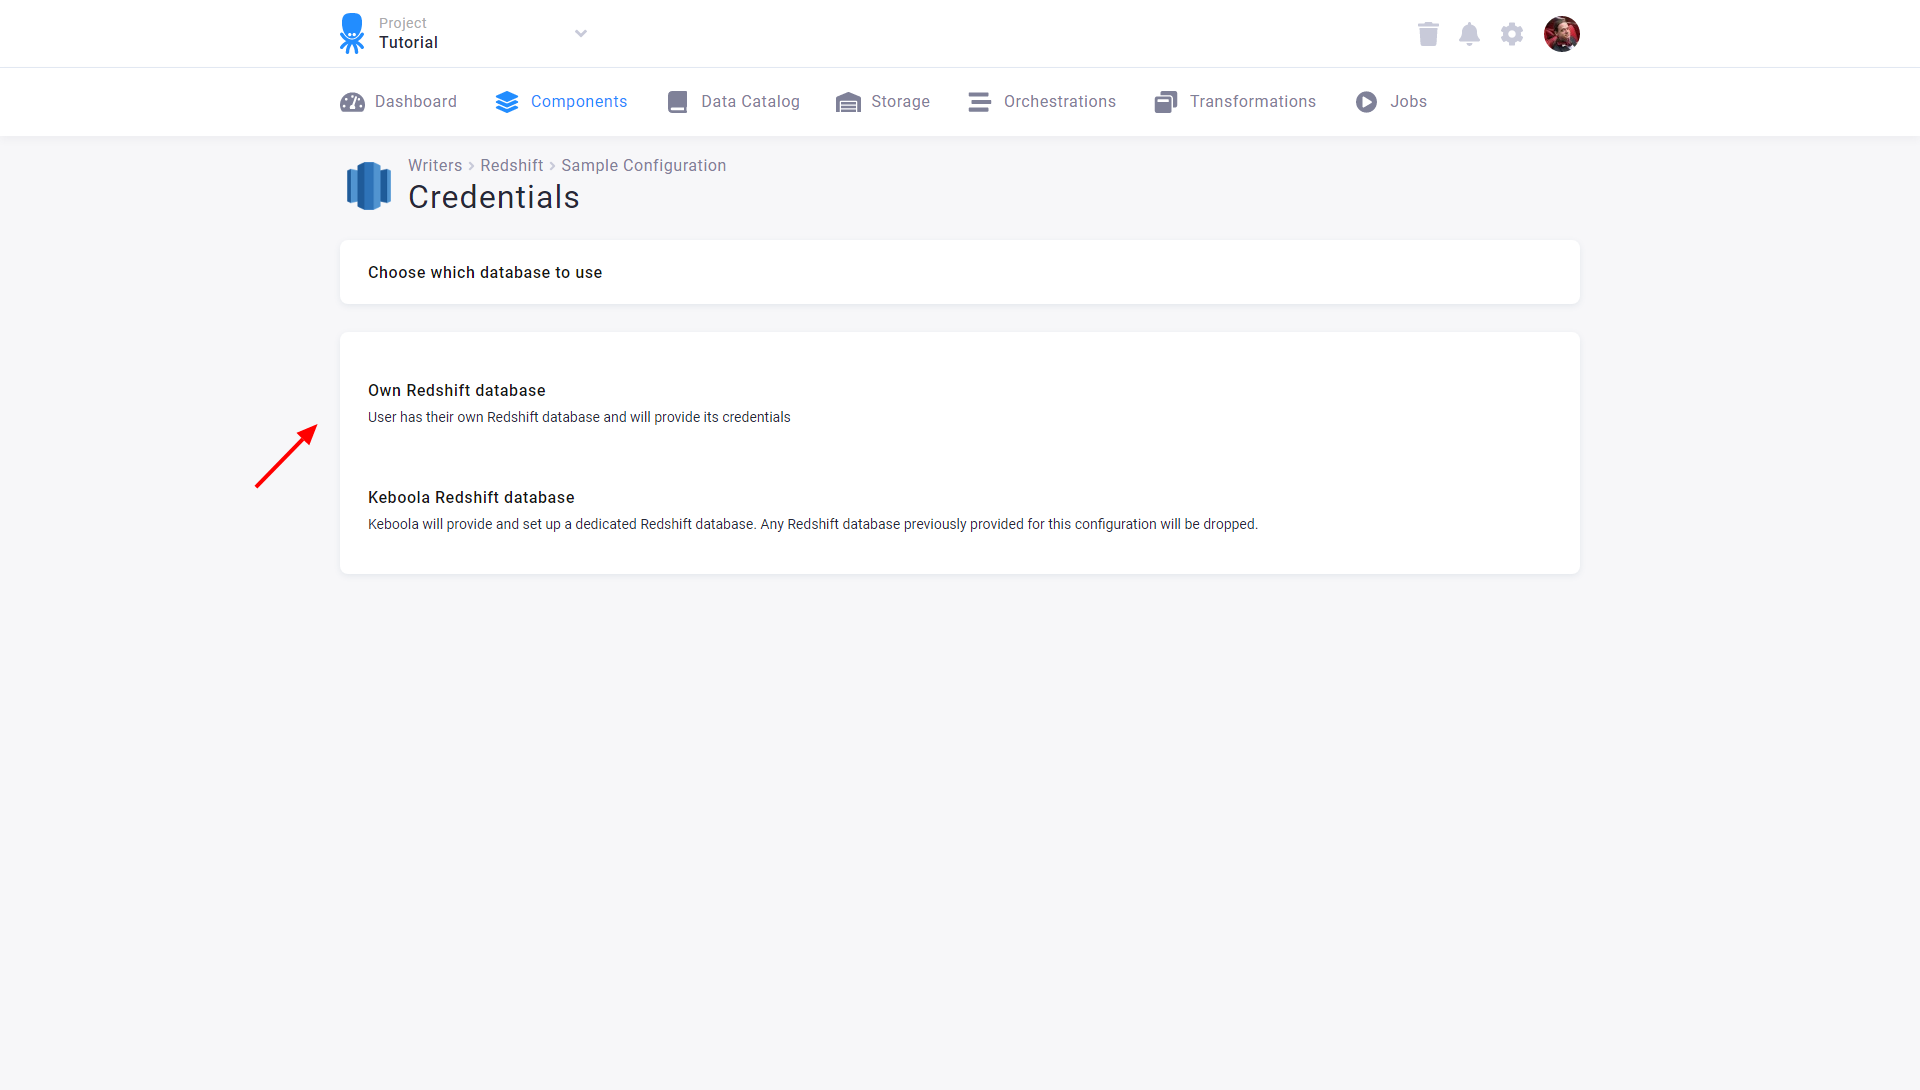 Project
Tutorial
Dashboard
Components
Data Catalog
Storage
Orchestrations
Transformations
Jobs
Writers > Redshift > Sample Configuration
Credentials
Choose which database to use
Own Redshift database
User has their own Redshift database and will provide its credentials
Keboola Redshift database
Keboola will provide and set up a dedicated Redshift database. Any Redshift database previously provided for this configuration will be dropped.